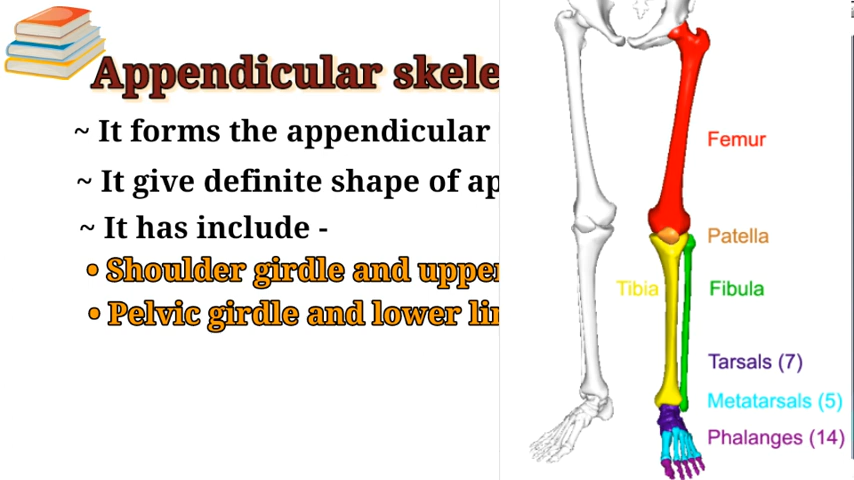 Appendicular skele
~ It forms the appendicular
~ It give definite shape of ap
~ It has include -
• Shoulder girdle and upper
• Pelvic girdle and lower lin
Femur
Patella
Tibia
Fibula
Tarsals (7)
Metatarsals (5)
Phalanges (14)